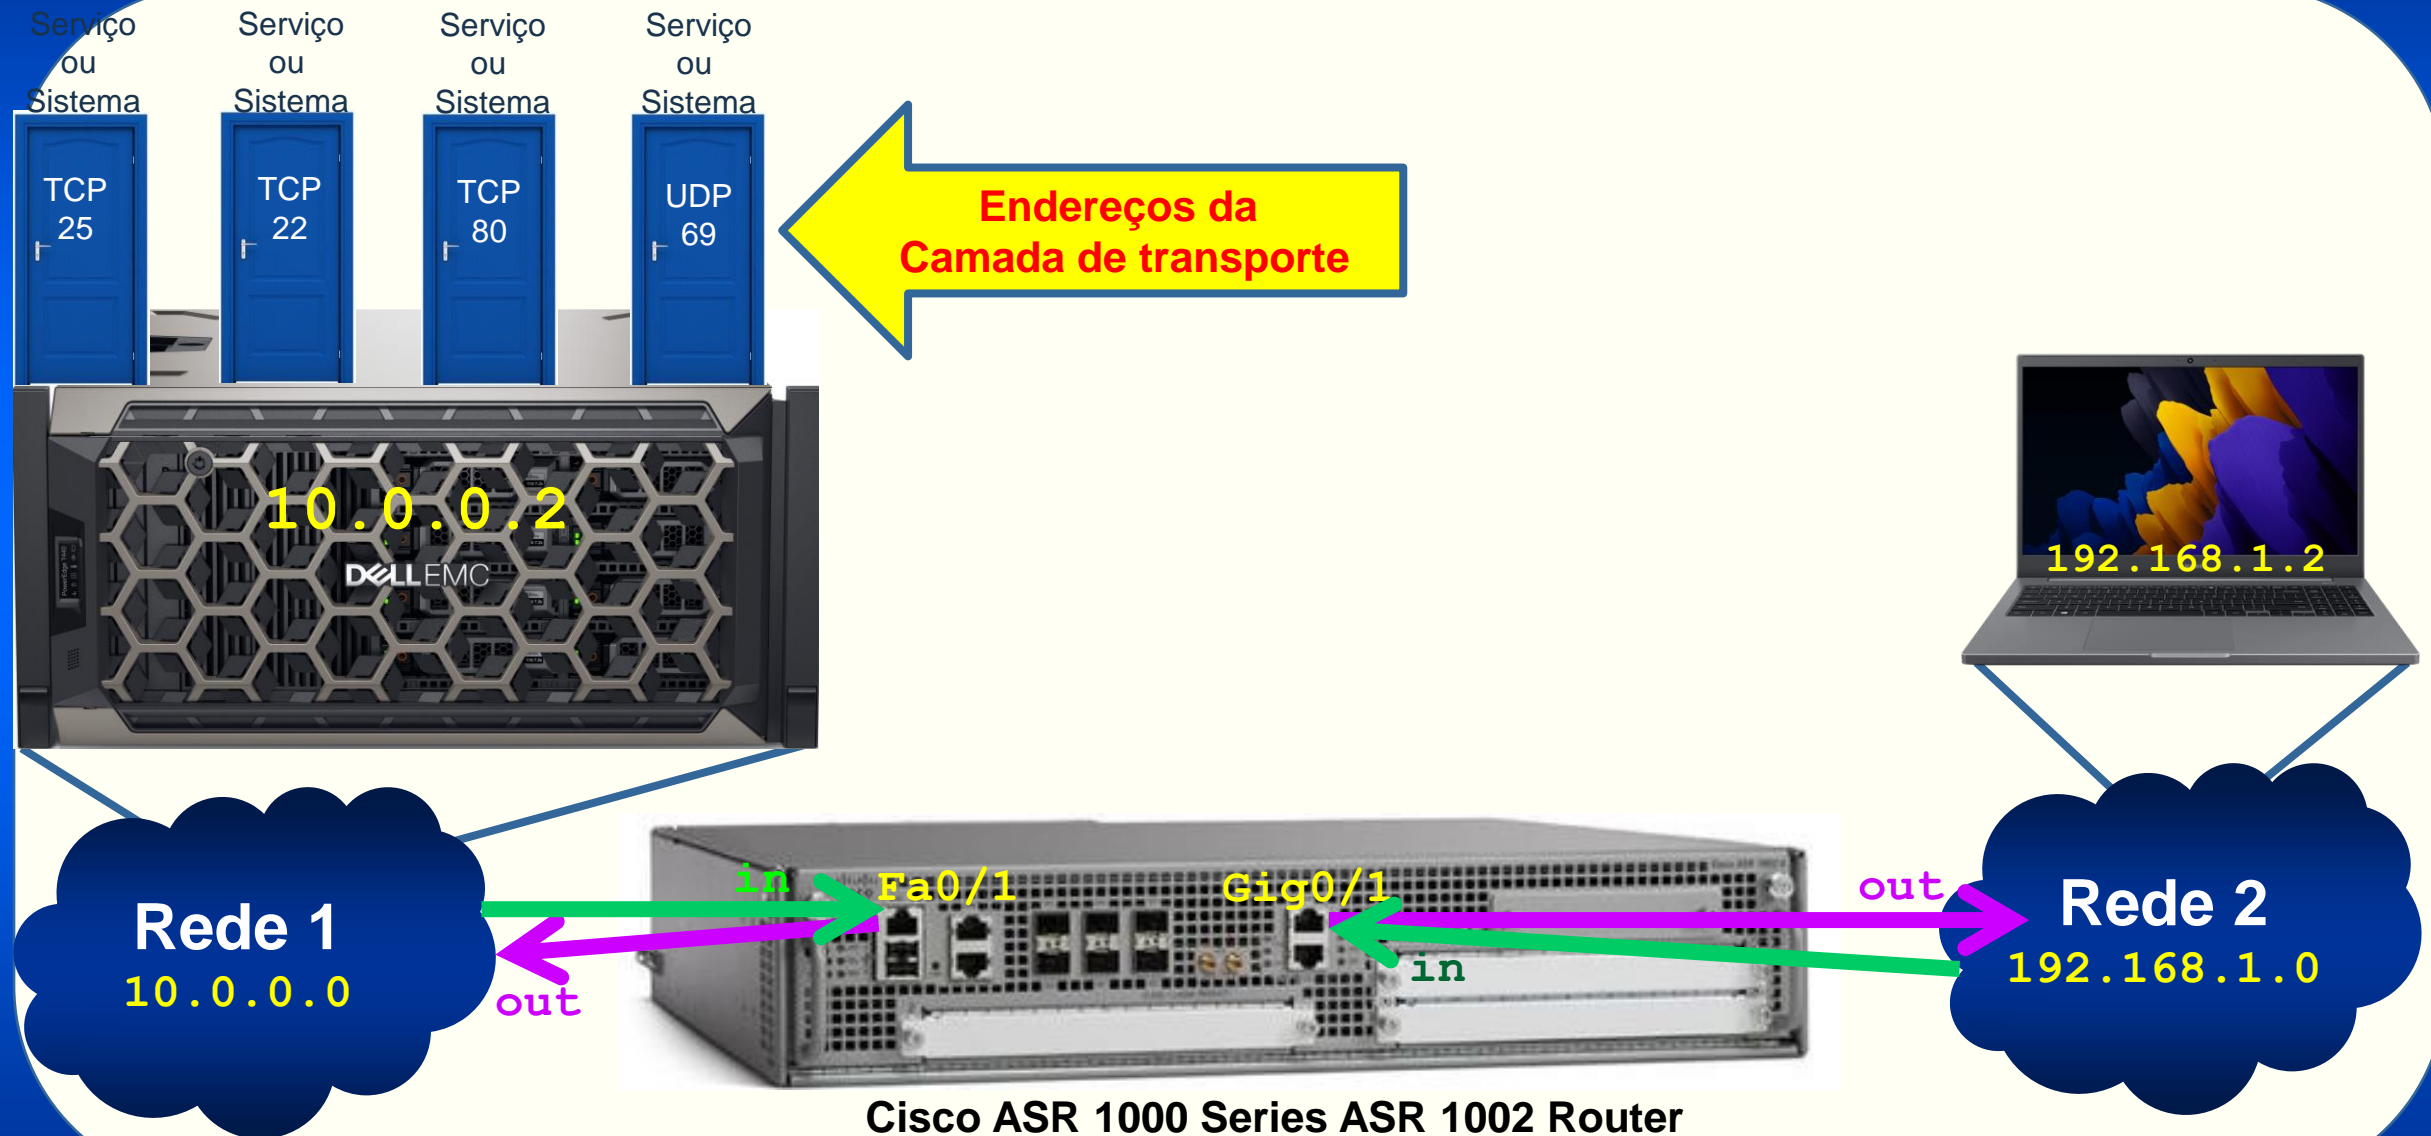 Serviço
ou
Sistema
Serviço
ou
Sistema
Serviço
ou
Sistema
Serviço
ou
Sistema
TCP
25
TCP
22
TCP
80
UDP
69
Endereços da
Camada de transporte
10.0.0.2
DELLEMC
192.168.1.2
in
Fa0/1
Gig0/1
out
out
in
Rede 1
10.0.0.0
Rede 2
192.168.1.0
Cisco ASR 1000 Series ASR 1002 Router